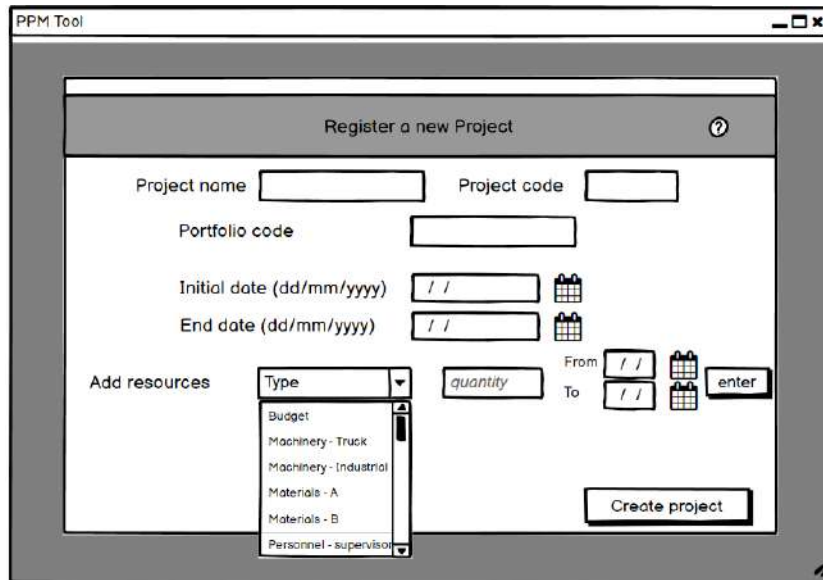 PPM Tool
Register a new Project ?
Project name Project code
Portfolio code
Initial date (dd/mm/yyyy) / /
End date (dd/mm/yyyy) / /
Add resources Type quantity From / / enter
To / /
Budget
Machinery - Truck
Machinery - Industrial
Materials - A
Materials - B
Personnel - supervisor
Create project